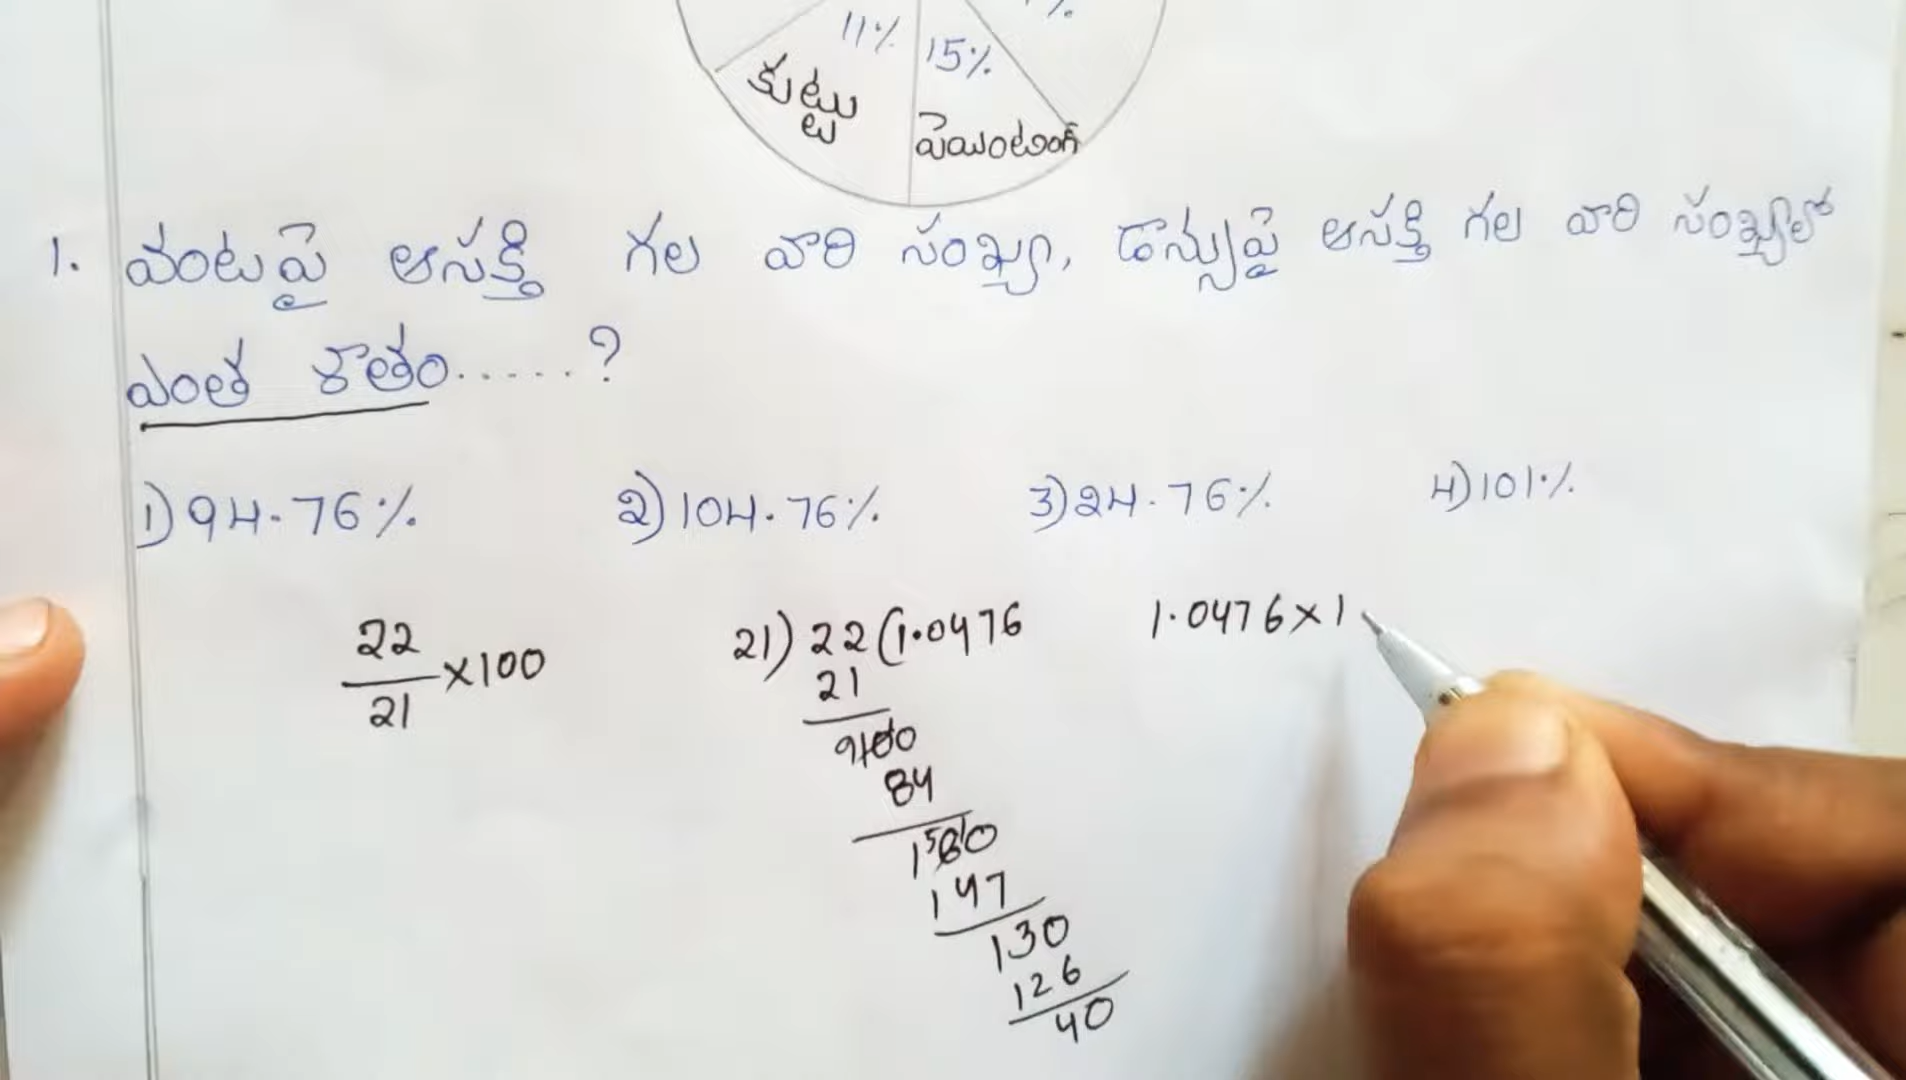 11% 15% %
కుట్టు పెయింటింగ్
లు
1. వంటపై ఆసక్తి గల వారి సంఖ్య, డాన్సుపై ఆసక్తి గల వారి సంఖ్యలో
ఎంత శాతం.....?
1) 94.76% 2) 104.76% 3) 24.76% 4) 101%
22/21 ×100
21) 22 (1.0476
1.0476×1
21
100
84
160
147
130
126
40